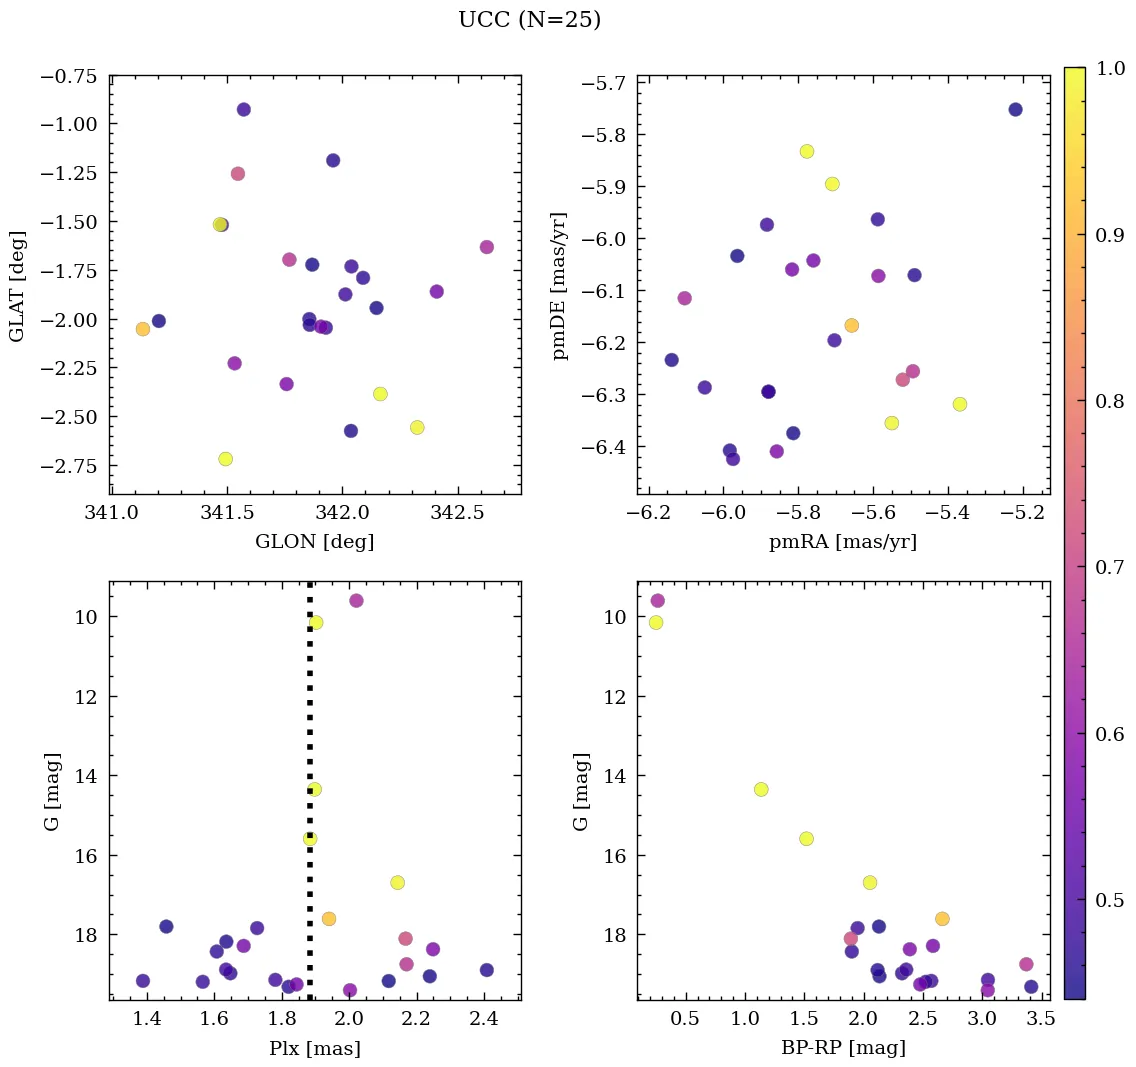 UCC (N=25)
−0.75
−1.00
−1.25
−1.50
−1.75
−2.00
−2.25
−2.50
−2.75
GLAT [deg]
341.0 341.5 342.0 342.5
GLON [deg]
−5.7
−5.8
−5.9
−6.0
−6.1
−6.2
−6.3
−6.4
pmDE [mas/yr]
−6.2 −6.0 −5.8 −5.6 −5.4 −5.2
pmRA [mas/yr]
10
12
14
16
18
G [mag]
1.4 1.6 1.8 2.0 2.2 2.4
Plx [mas]
10
12
14
16
18
G [mag]
0.5 1.0 1.5 2.0 2.5 3.0 3.5
BP-RP [mag]
1.0
0.9
0.8
0.7
0.6
0.5